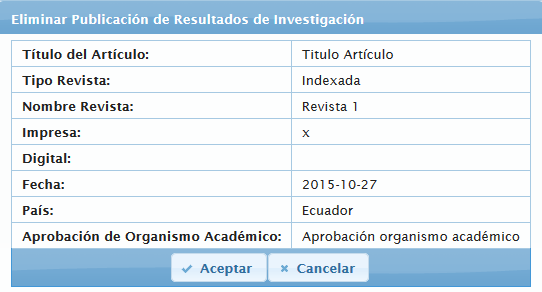 Eliminar Publicación de Resultados de Investigación
Título del Artículo: Titulo Artículo
Tipo Revista: Indexada
Nombre Revista: Revista 1
Impresa: x
Digital:
Fecha: 2015-10-27
País: Ecuador
Aprobación de Organismo Académico: Aprobación organismo académico
Aceptar Cancelar